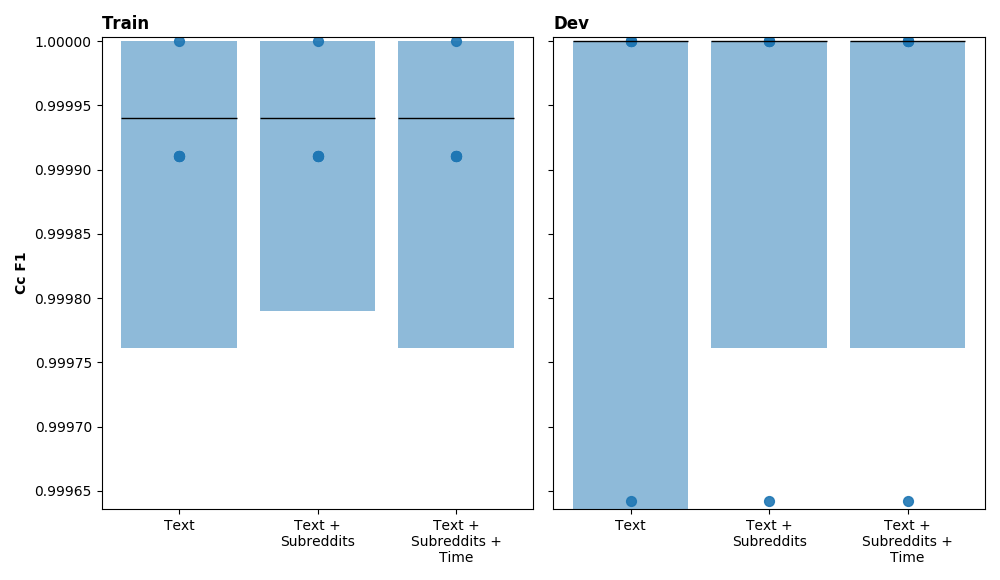 Train
Dev
Cc F1
1.00000
0.99995
0.99990
0.99985
0.99980
0.99975
0.99970
0.99965
Text
Text +
Subreddits
Text +
Subreddits +
Time
Text
Text +
Subreddits
Text +
Subreddits +
Time